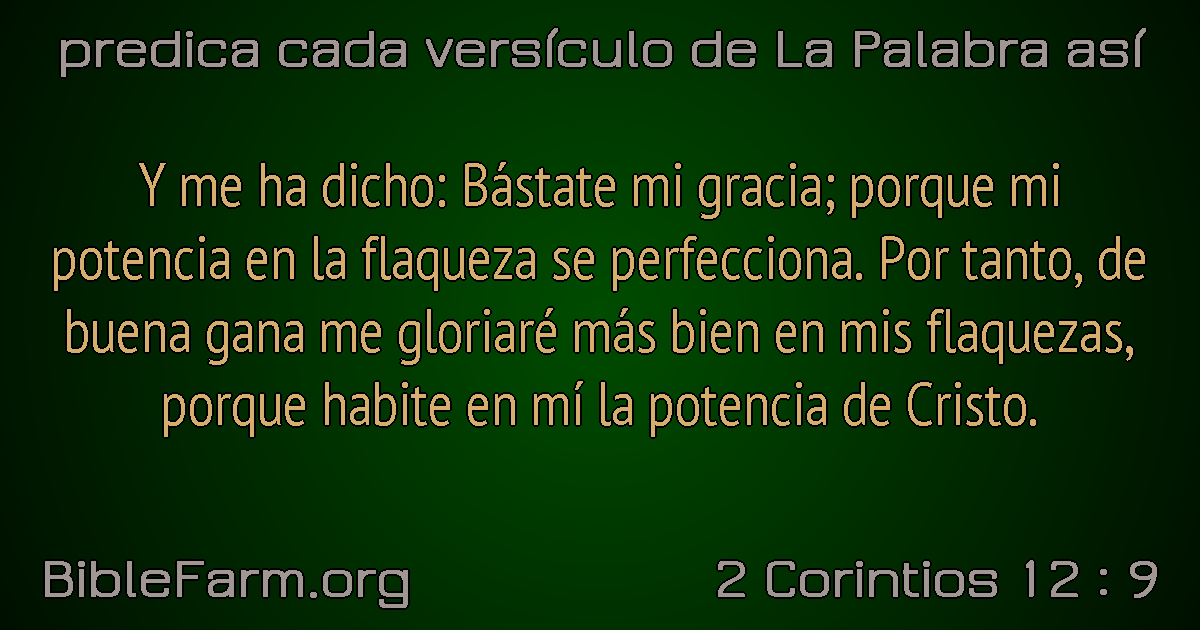 predica cada versículo de La Palabra así
Y me ha dicho: Bástate mi gracia; porque mi
potencia en la flaqueza se perfecciona. Por tanto, de
buena gana me gloriaré más bien en mis flaquezas,
porque habite en mí la potencia de Cristo.
BibleFarm.org
2 Corintios 12 : 9